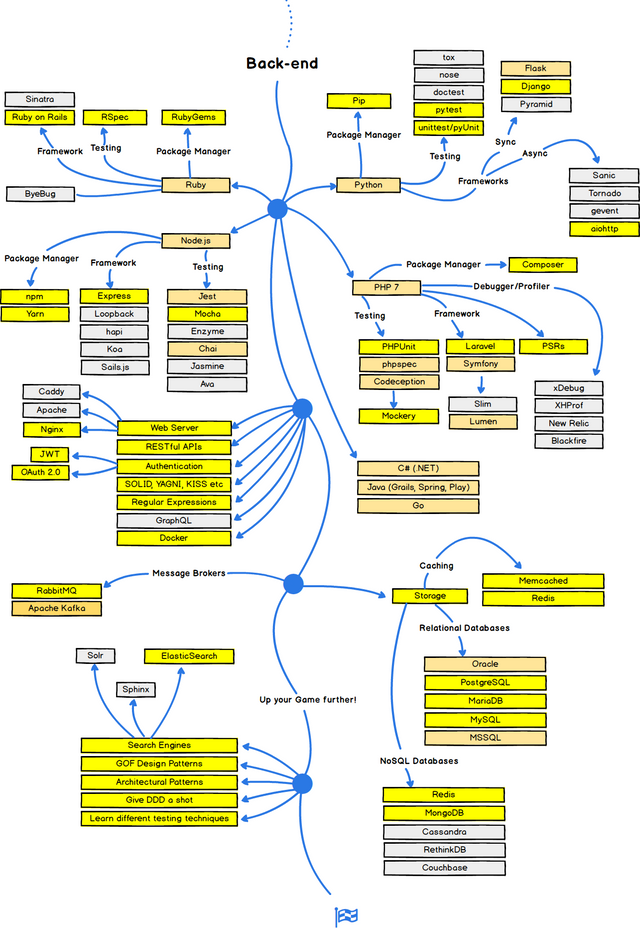 Back-end
Sinatra
Ruby on Rails
RSpec
RubyGems
Framework
Testing
Package Manager
Ruby
ByeBug
Pip
Package Manager
Python
tox
nose
doctest
py.test
unittest/pyUnit
Testing
Frameworks
Sync
Async
Flask
Django
Pyramid
Sanic
Tornado
gevent
aiohttp
Node.js
Package Manager
Framework
Testing
npm
Yarn
Express
Loopback
hapi
Koa
Sails.js
Jest
Mocha
Enzyme
Chai
Jasmine
Ava
PHP 7
Package Manager
Composer
Debugger/Profiler
Testing
Framework
PHPUnit
phpspec
Codeception
Mockery
Laravel
Symfony
Slim
Lumen
PSRs
xDebug
XHProf
New Relic
Blackfire
Caddy
Apache
Nginx
JWT
OAuth 2.0
Web Server
RESTful APIs
Authentication
SOLID, YAGNI, KISS etc
Regular Expressions
GraphQL
Docker
C# (.NET)
Java (Grails, Spring, Play)
Go
Message Brokers
RabbitMQ
Apache Kafka
Storage
Caching
Memcached
Redis
Relational Databases
Oracle
PostgreSQL
MariaDB
MySQL
MSSQL
NoSQL Databases
Redis
MongoDB
Cassandra
RethinkDB
Couchbase
Up your Game further!
Solr
Sphinx
ElasticSearch
Search Engines
GOF Design Patterns
Architectural Patterns
Give DDD a shot
Learn different testing techniques